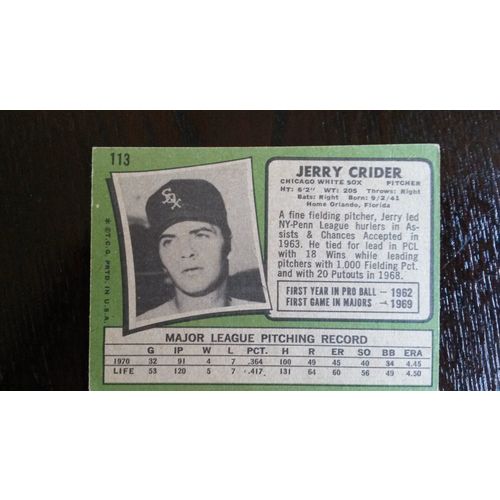 113
JERRY CRIDER
CHICAGO WHITE SOX PITCHER
HT: 6'2" WT: 205 Throws: Right
Bats: Right Born: 9/2/41
Home Orlando, Florida
A fine fielding pitcher, Jerry led
NY-Penn League hurlers in As-
sists & Chances Accepted in
1963. He tied for lead in PCL
with 18 Wins while leading
pitchers with 1.000 Fielding Pct.
and with 20 Putouts in 1968.
FIRST YEAR IN PRO BALL — 1962
FIRST GAME IN MAJORS — 1969
SOX
* © T.C.G. PRTD. IN U.S.A.
MAJOR LEAGUE PITCHING RECORD
G IP W L PCT. H R ER SO BB ERA
1970 32 91 4 7 .364 100 49 45 40 34 4.45
LIFE 53 120 5 7 .417 131 64 60 56 49 4.50